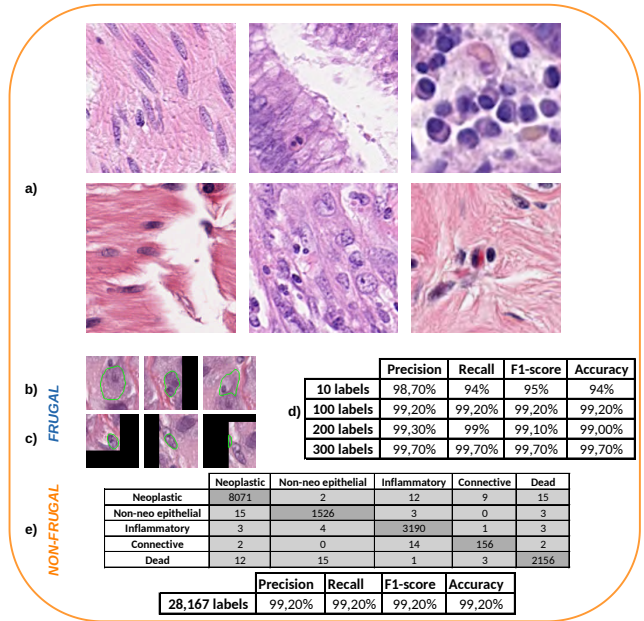 a)
b)
c)
FRUGAL
d)
Precision Recall F1-score Accuracy
10 labels 98,70% 94% 95% 94%
100 labels 99,20% 99,20% 99,20% 99,20%
200 labels 99,30% 99% 99,10% 99,00%
300 labels 99,70% 99,70% 99,70% 99,70%
e)
NON-FRUGAL
Neoplastic Non-neo epithelial Inflammatory Connective Dead
Neoplastic 8071 2 12 9 15
Non-neo epithelial 15 1526 3 0 3
Inflammatory 3 4 3190 1 3
Connective 2 0 14 156 2
Dead 12 15 1 3 2156
Precision Recall F1-score Accuracy
28,167 labels 99,20% 99,20% 99,20% 99,20%